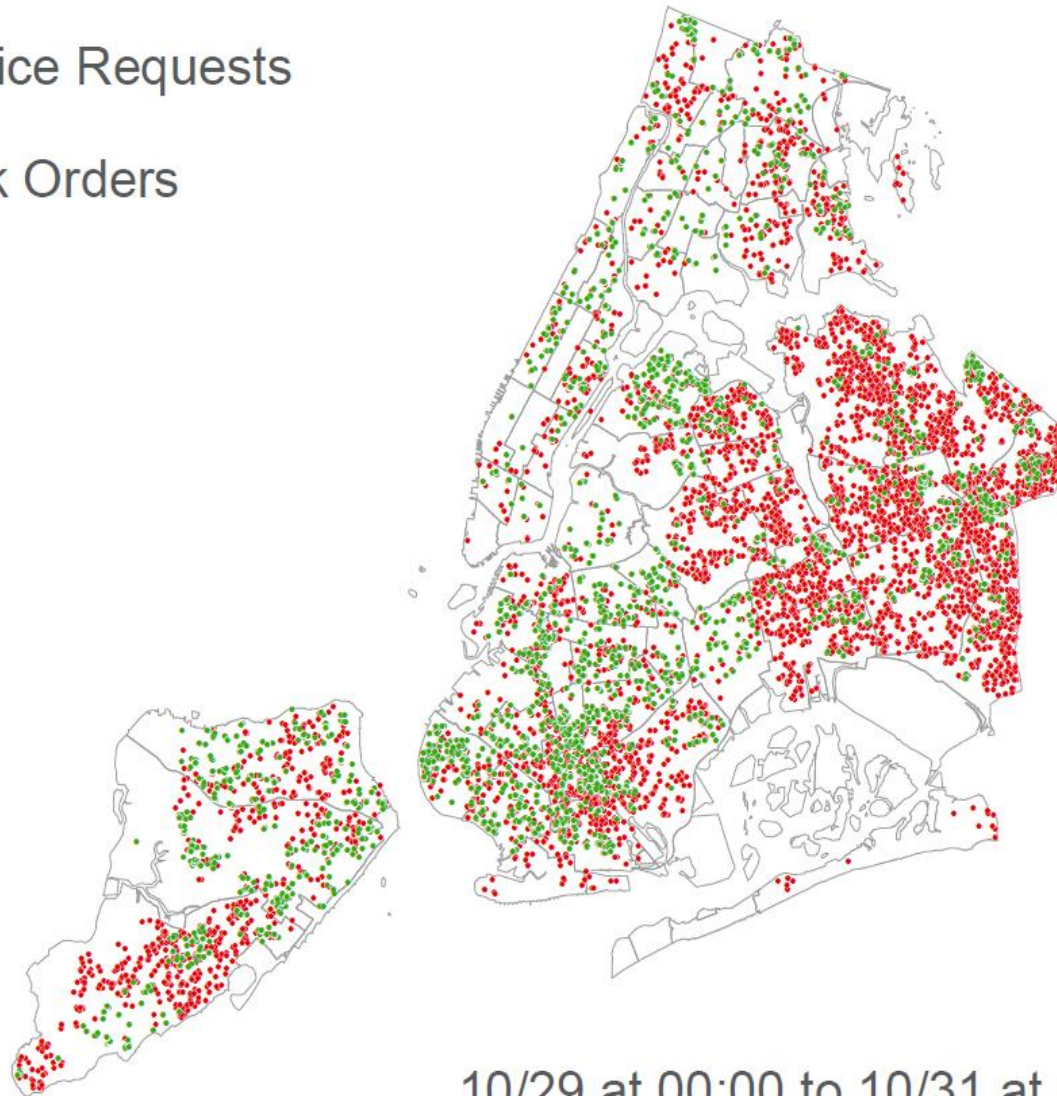 ice Requests
k Orders
10/29 at 00:00 to 10/31 at